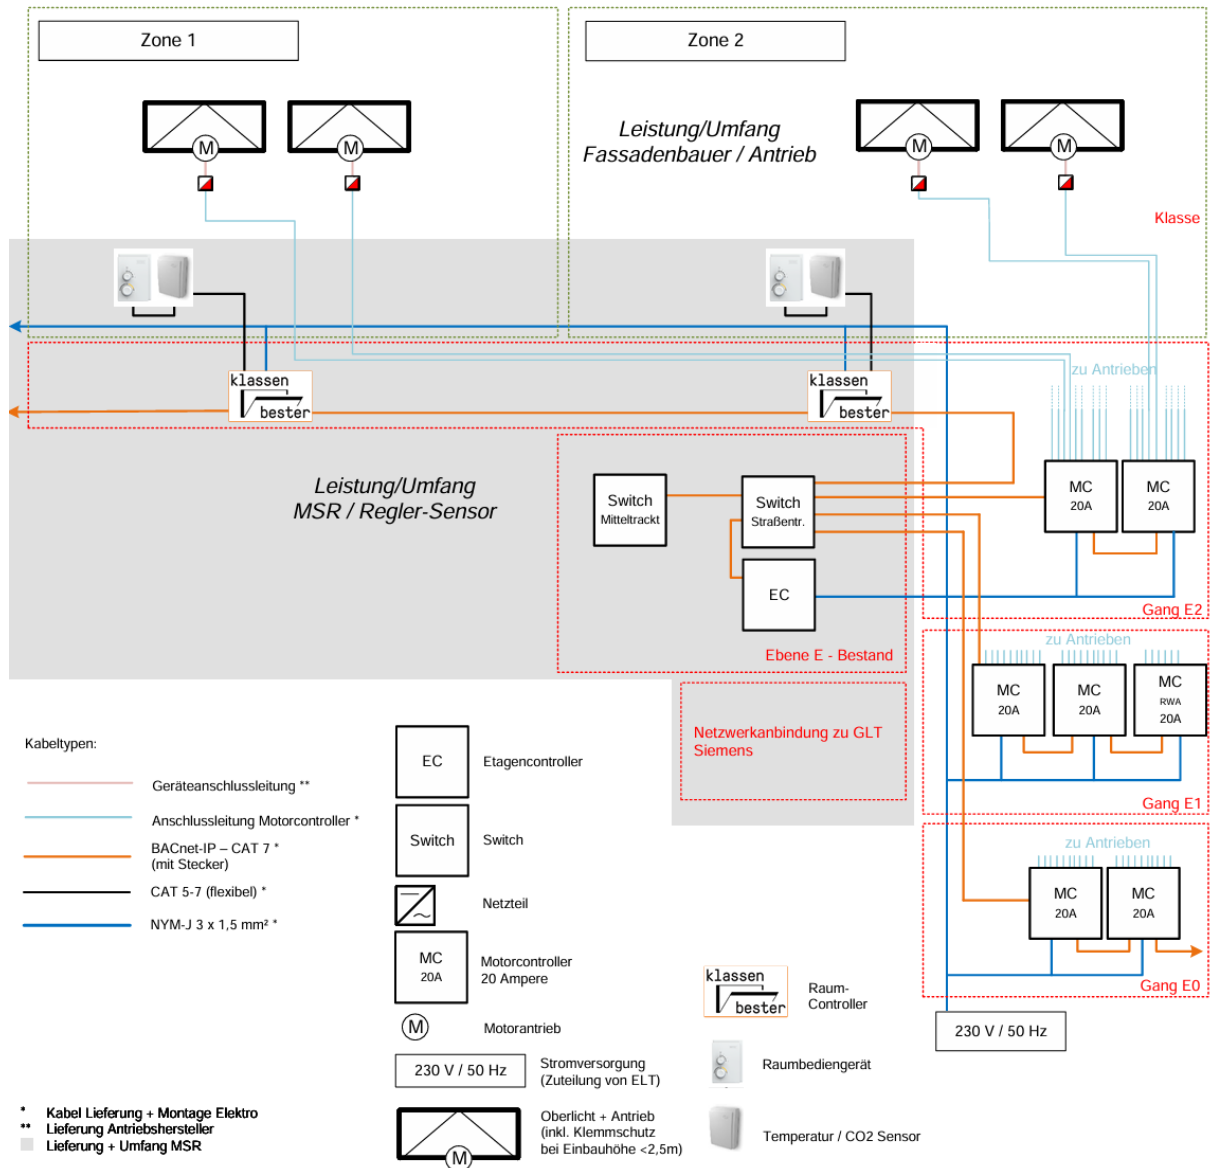 Zone 1
Zone 2
M
M
M
M
Leistung/Umfang
Fassadenbauer / Antrieb
Klasse
klassen
bester
klassen
bester
zu Antrieben
Leistung/Umfang
MSR / Regler-Sensor
Switch
Mitteltrackt
Switch
Straßentr.
EC
MC
20A
MC
20A
Gang E2
Ebene E - Bestand
zu Antrieben
MC
20A
MC
20A
MC
RWA
20A
Netzwerkanbindung zu GLT
Siemens
Gang E1
zu Antrieben
MC
20A
MC
20A
Gang E0
230 V / 50 Hz
Kabeltypen:
Geräteanschlussleitung **
Anschlussleitung Motorcontroller *
BACnet-IP – CAT 7 *
(mit Stecker)
CAT 5-7 (flexibel) *
NYM-J 3 x 1,5 mm² *
EC
Etagencontroller
Switch
Switch
Netzteil
MC
20A
Motorcontroller
20 Ampere
M
Motorantrieb
230 V / 50 Hz
Stromversorgung
(Zuteilung von ELT)
M
Oberlicht + Antrieb
(inkl. Klemmschutz
bei Einbauhöhe <2,5m)
klassen
bester
Raum-
Controller
Raumbediengerät
Temperatur / CO2 Sensor
* Kabel Lieferung + Montage Elektro
** Lieferung Antriebshersteller
Lieferung + Umfang MSR